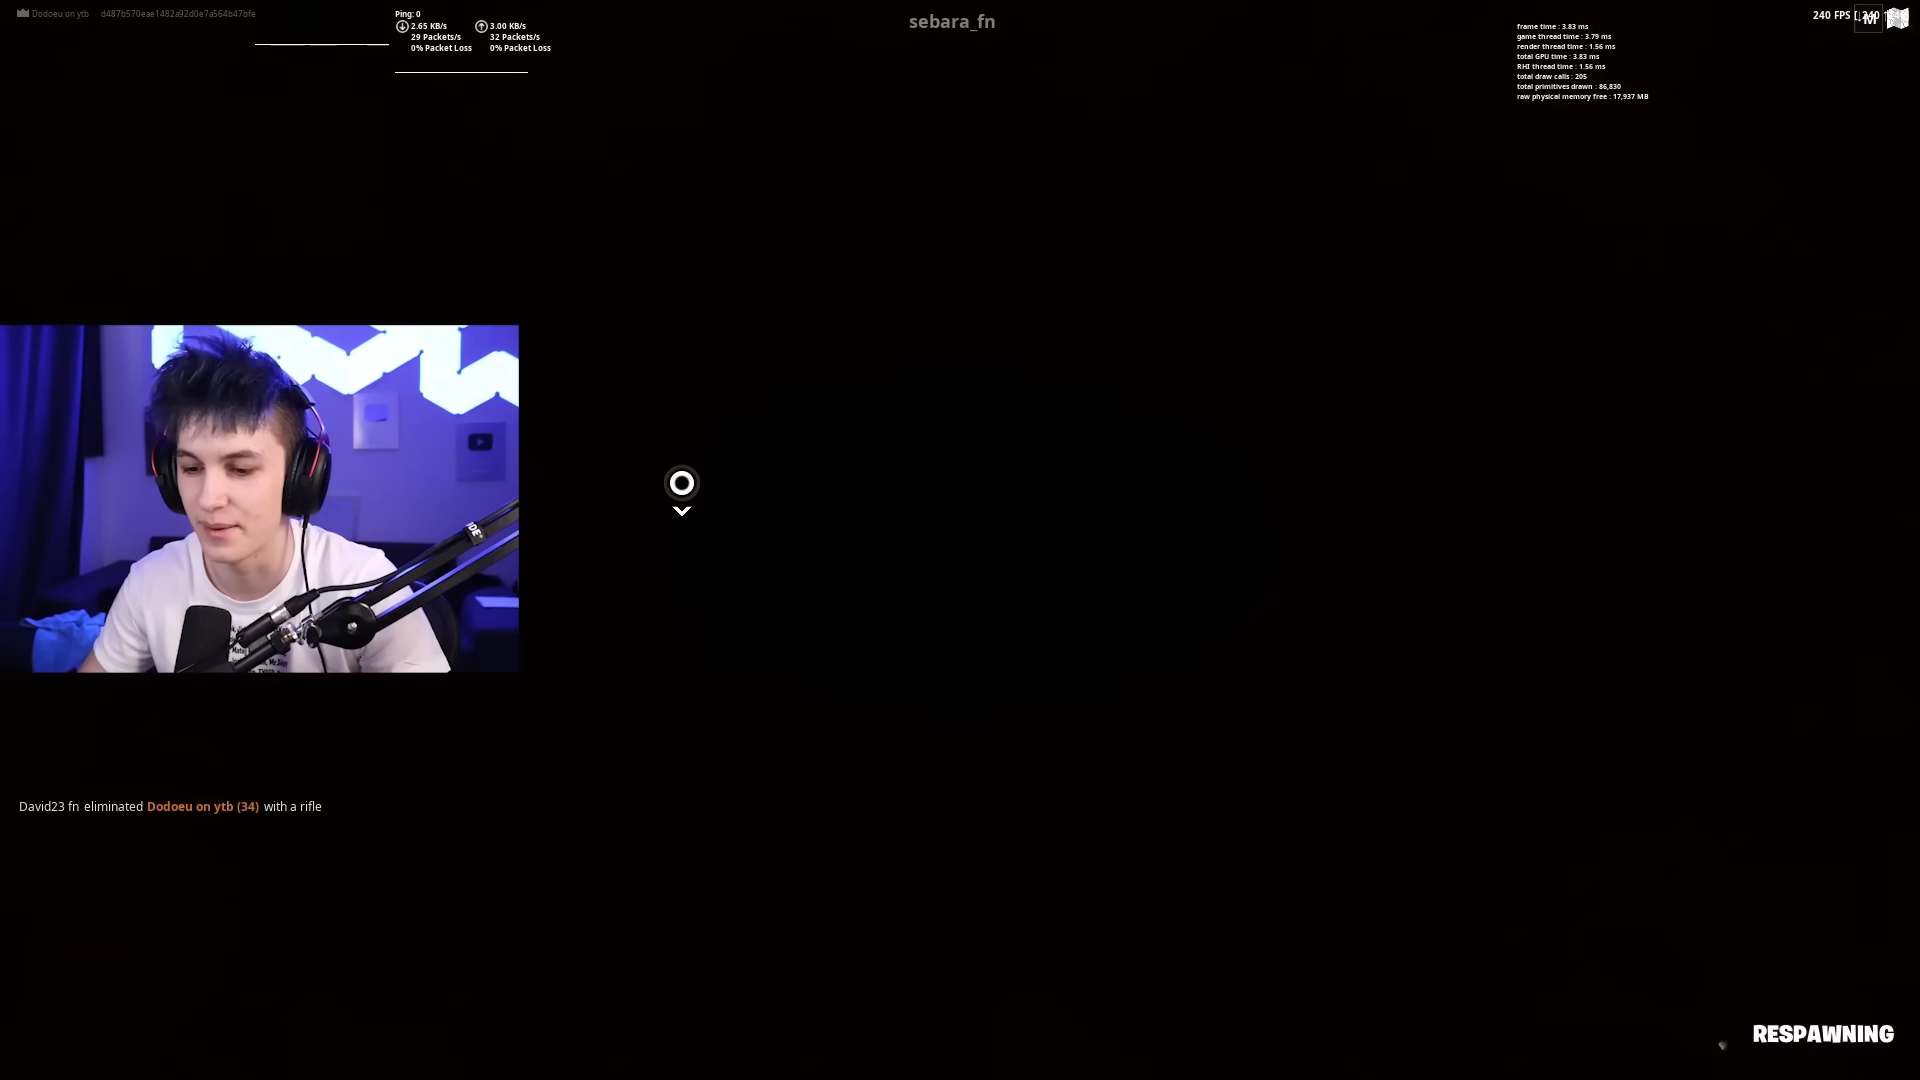 Dodoeu on ytb d487b570eae1482a92d0e7a564b47bfe
Ping: 0
2.65 KB/s 3.00 KB/s
29 Packets/s 32 Packets/s
0% Packet Loss 0% Packet Loss
sebara_fn
240 FPS
M
frame time : 3.83 ms
game thread time : 3.79 ms
render thread time : 1.56 ms
total GPU time : 3.83 ms
RHI thread time : 1.56 ms
total draw calls : 205
total primitives drawn : 86,830
raw physical memory free : 17,937 MB
David23 fn eliminated Dodoeu on ytb (34) with a rifle
RESPAWNING